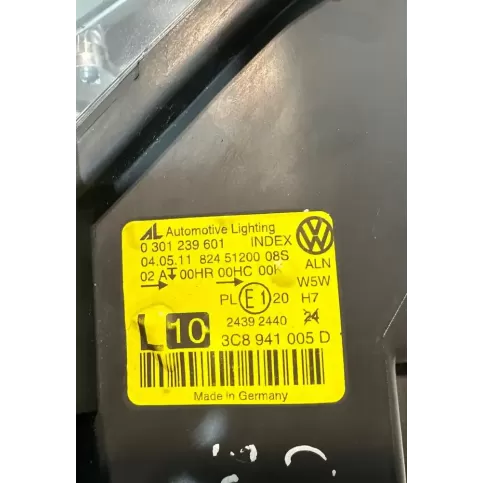 AL Automotive Lighting
0 301 239 601 INDEX
04.05.11 824 51200 08S ALN
02 A 00HR 00HC 00K W5W
PL E1 20 H7
2439 2440 24
L 10 3C8 941 005 D
Made in Germany